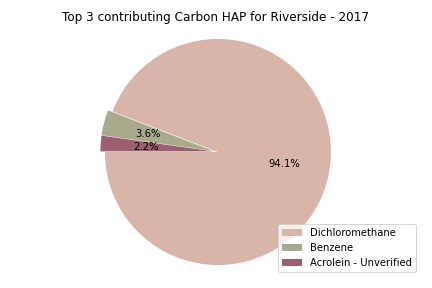 Top 3 contributing Carbon HAP for Riverside - 2017
3.6%
2.2%
94.1%
Dichloromethane
Benzene
Acrolein - Unverified